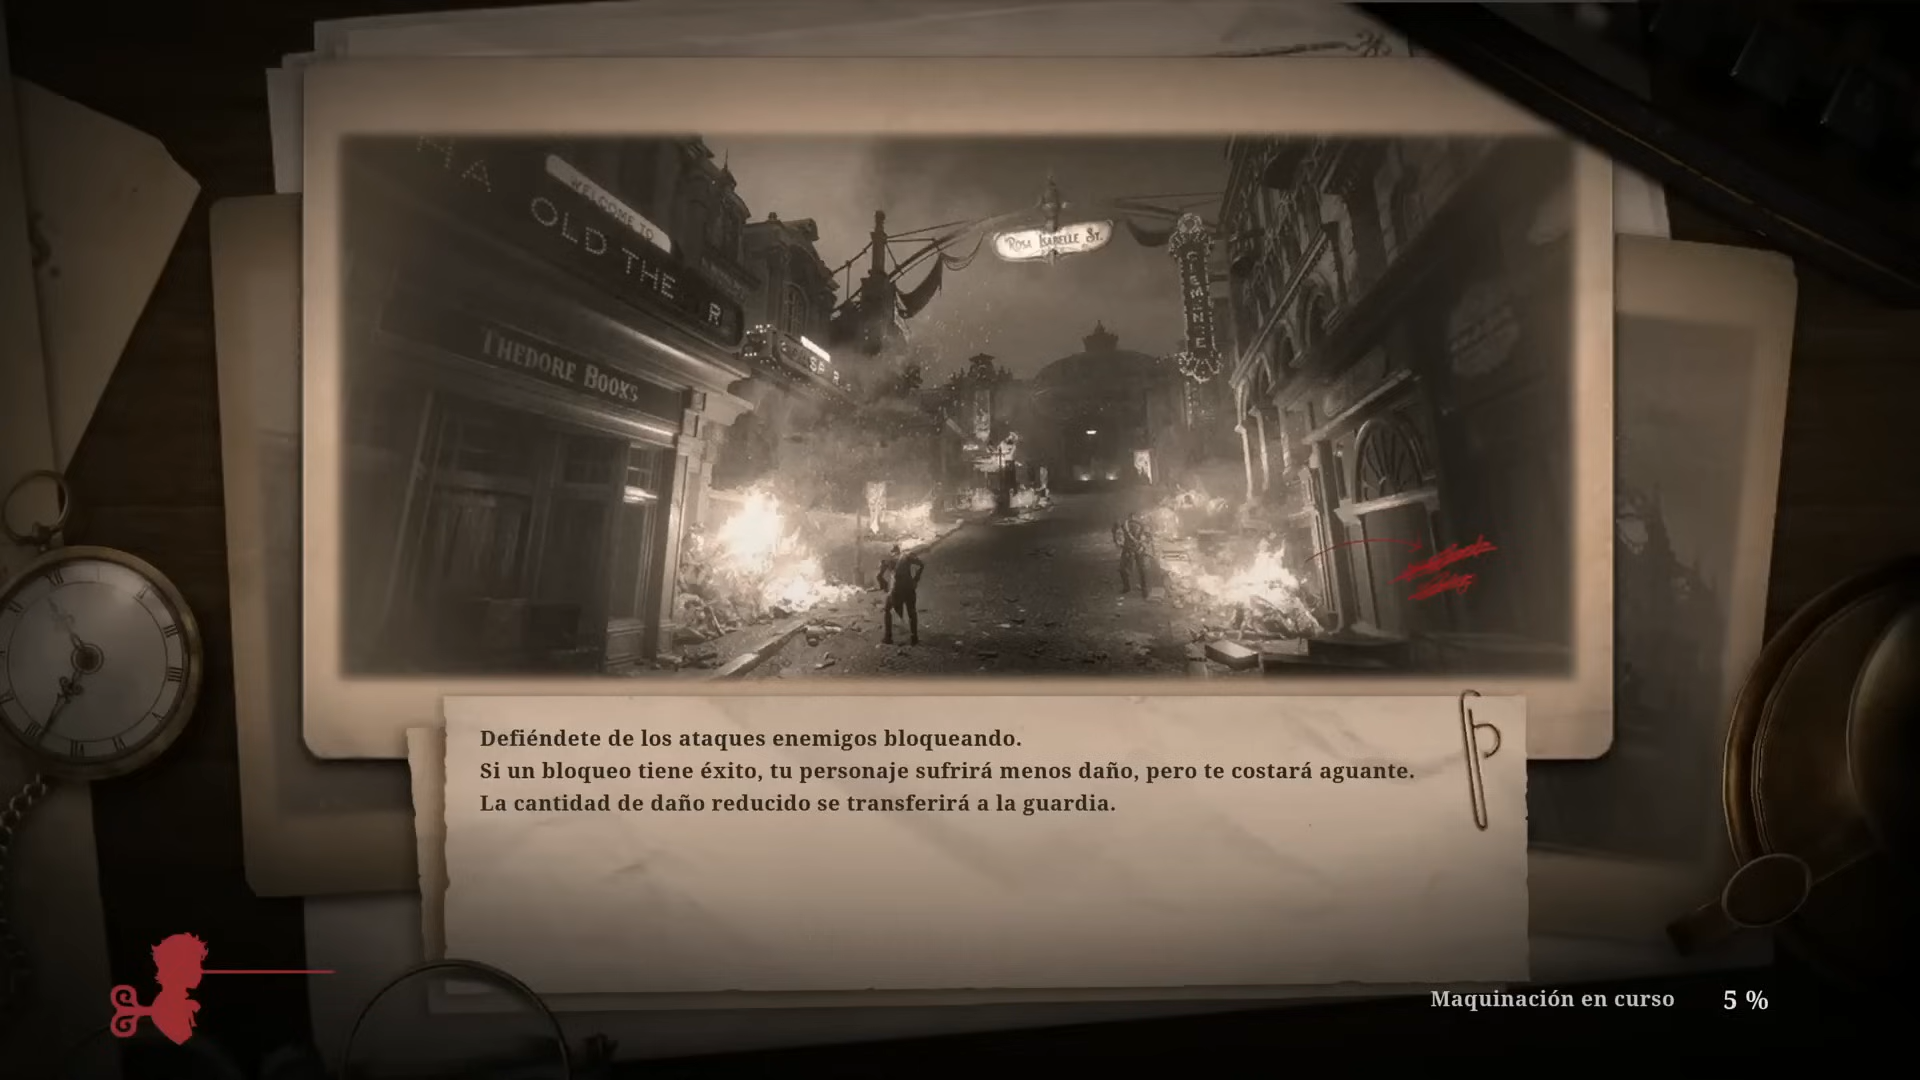 HA
WELCOME TO
OLD THE R
THEDORE BOOKS
ROSA ISABELLE ST.
Defiéndete de los ataques enemigos bloqueando.
Si un bloqueo tiene éxito, tu personaje sufrirá menos daño, pero te costará aguante.
La cantidad de daño reducido se transferirá a la guardia.
Maquinación en curso 5 %